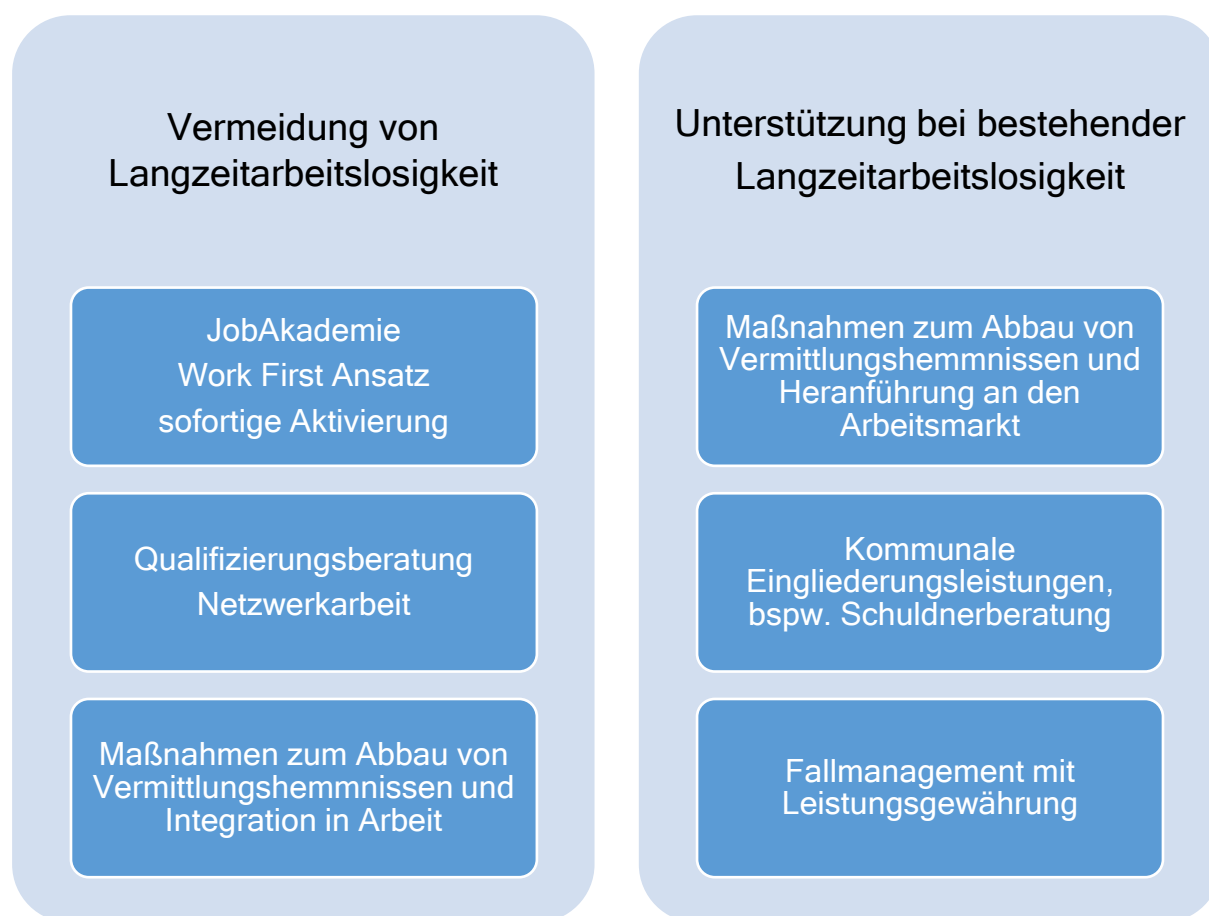 Vermeidung von
Langzeitarbeitslosigkeit
JobAkademie
Work First Ansatz
sofortige Aktivierung
Qualifizierungsberatung
Netzwerkarbeit
Maßnahmen zum Abbau von
Vermittlungshemmnissen und
Integration in Arbeit
Unterstützung bei bestehender
Langzeitarbeitslosigkeit
Maßnahmen zum Abbau von
Vermittlungshemmnissen und
Heranführung an den
Arbeitsmarkt
Kommunale
Eingliederungsleistungen,
bspw. Schuldnerberatung
Fallmanagement mit
Leistungsgewährung